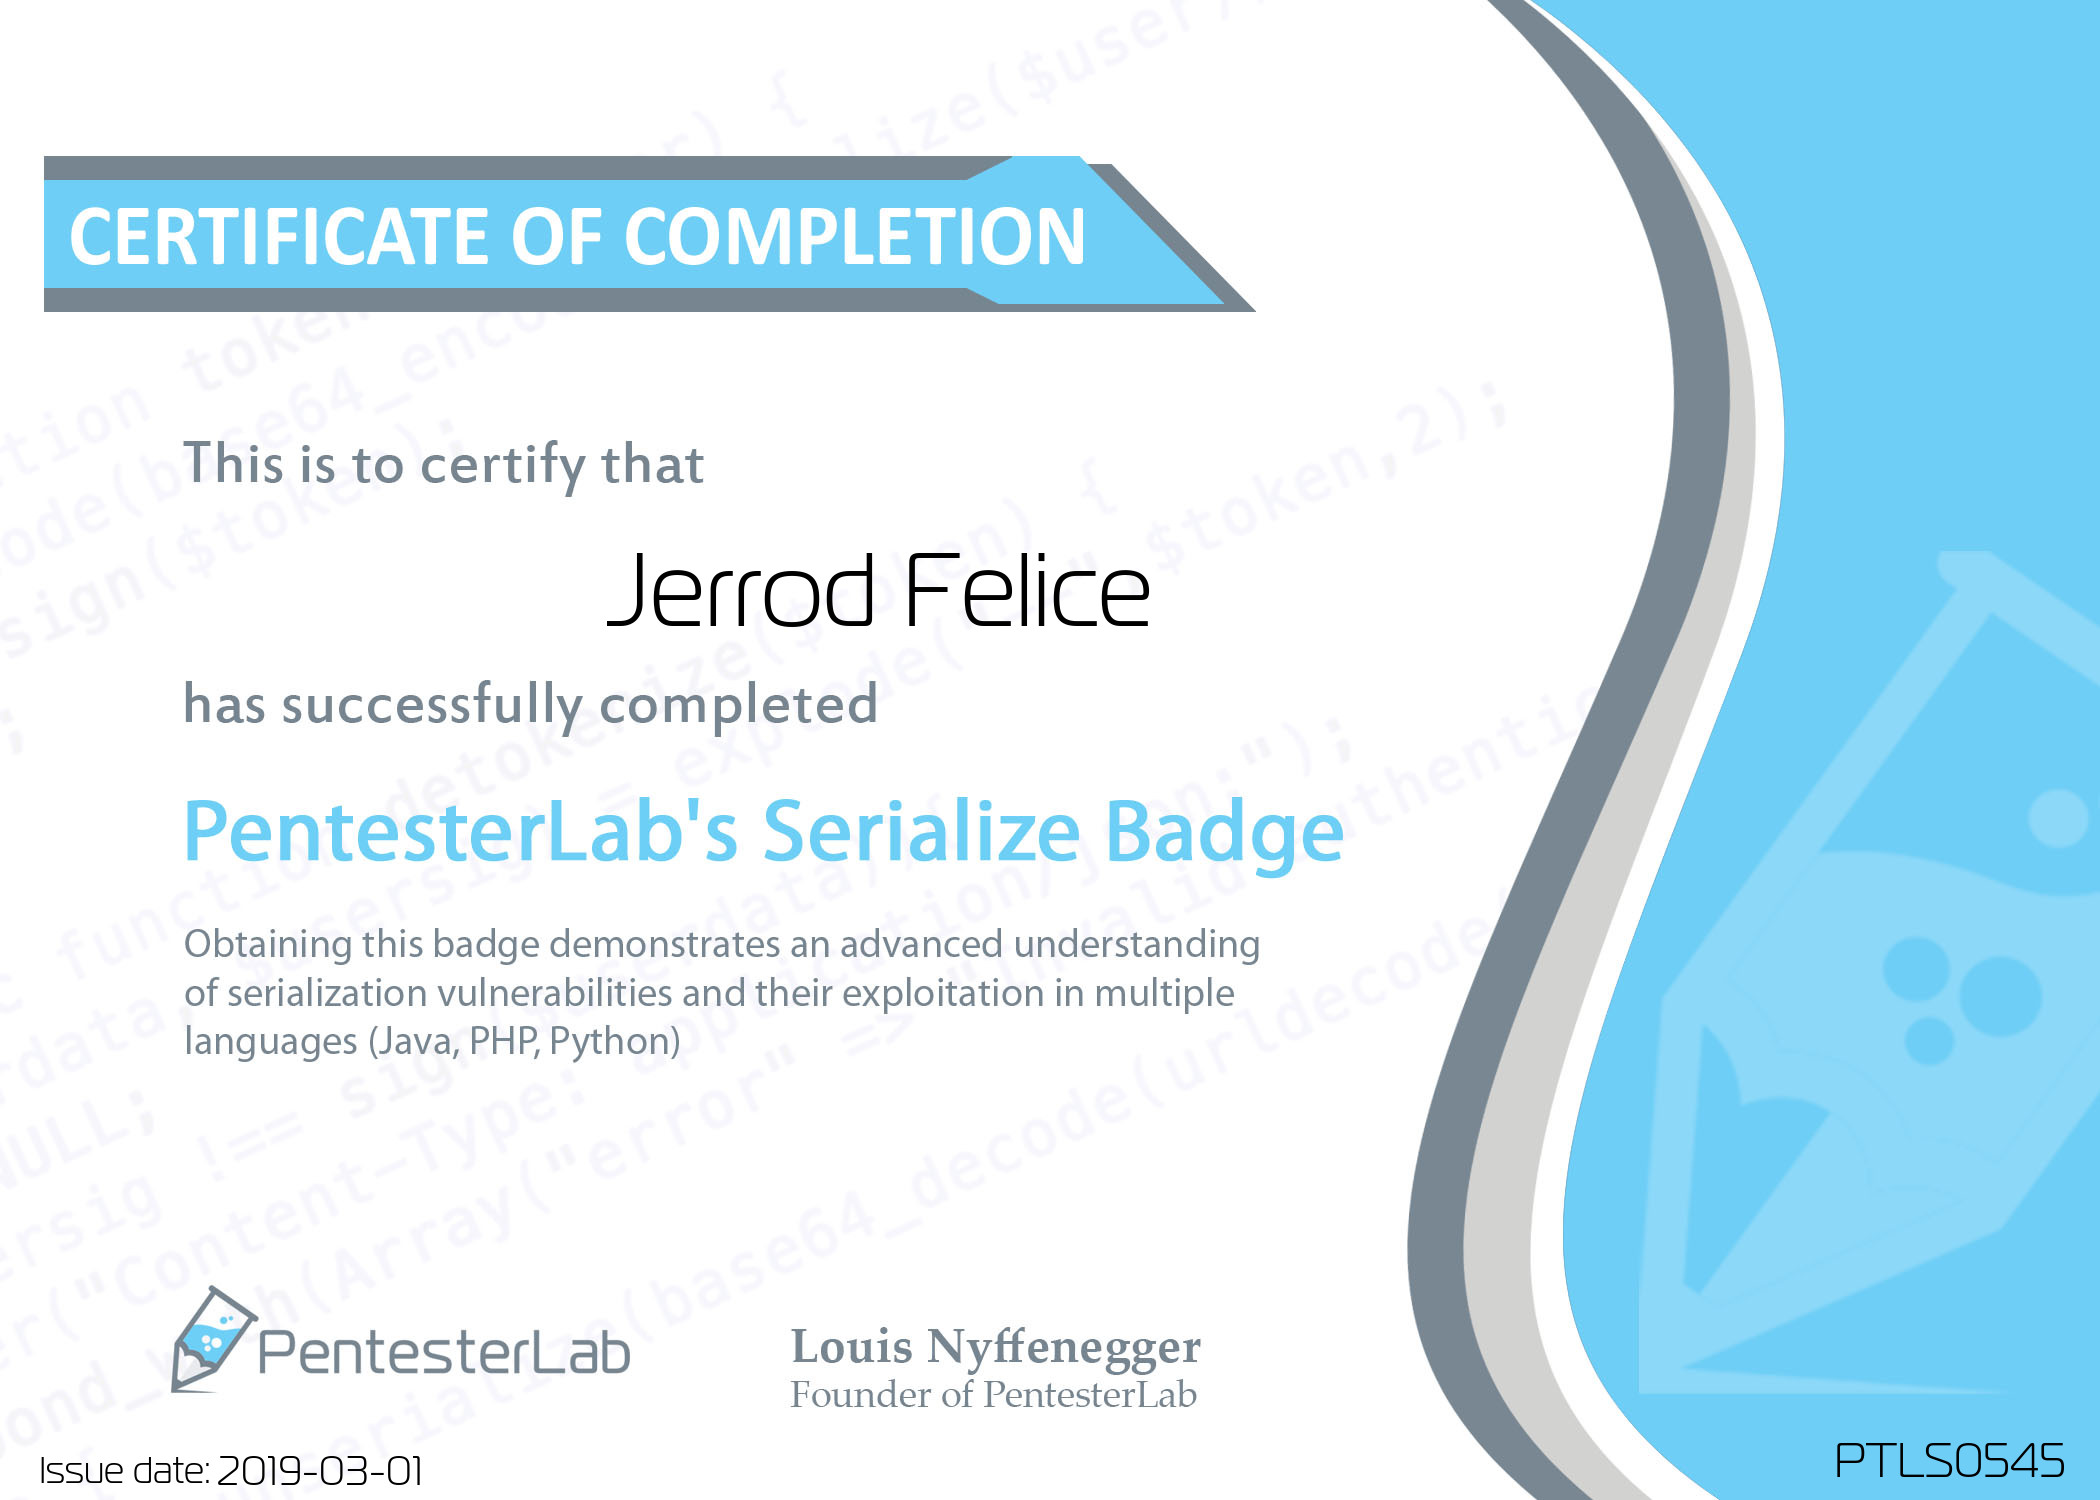 CERTIFICATE OF COMPLETION
This is to certify that
Jerrod Felice
has successfully completed
PentesterLab's Serialize Badge
Obtaining this badge demonstrates an advanced understanding
of serialization vulnerabilities and their exploitation in multiple
languages (Java, PHP, Python)
PentesterLab
Louis Nyffenegger
Founder of PentesterLab
Issue date: 2019-03-01
PTLS0545